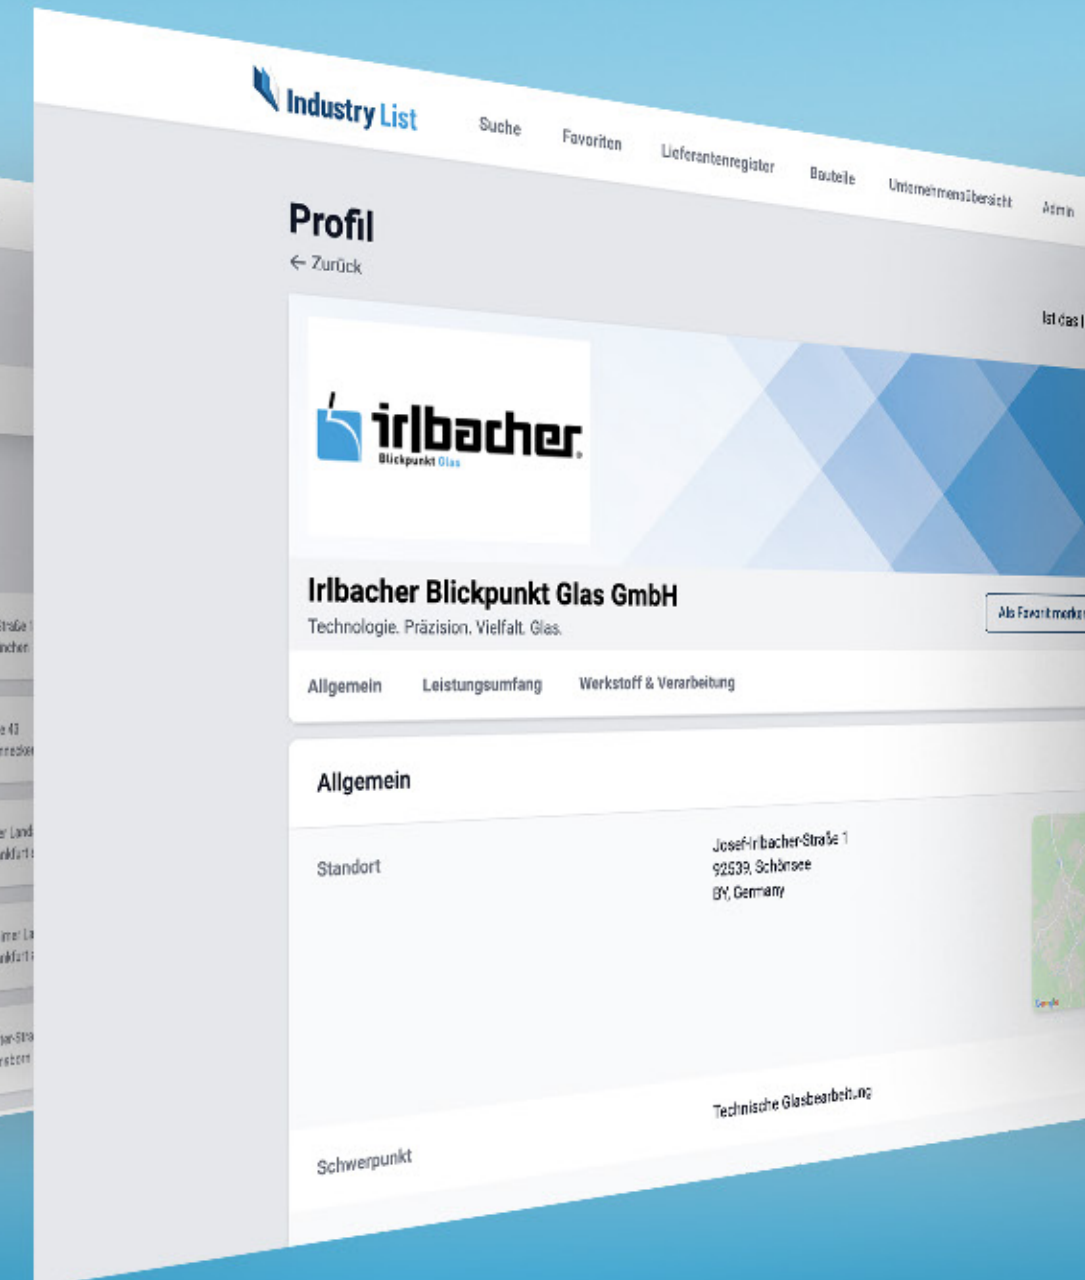 Industry List
Suche Favoriten Lieferantenregister Bauteile Unternehmensübersicht Admin
Profil
← Zurück
Ist das
irlbacher.
Blickpunkt Glas
Irlbacher Blickpunkt Glas GmbH
Technologie. Präzision. Vielfalt. Glas.
Als Favorit merken
Allgemein Leistungsumfang Werkstoff & Verarbeitung
Allgemein
Standort
Josef-Irlbacher-Straße 1
92539, Schönsee
BY, Germany
Google
Technische Glasbearbeitung
Schwerpunkt